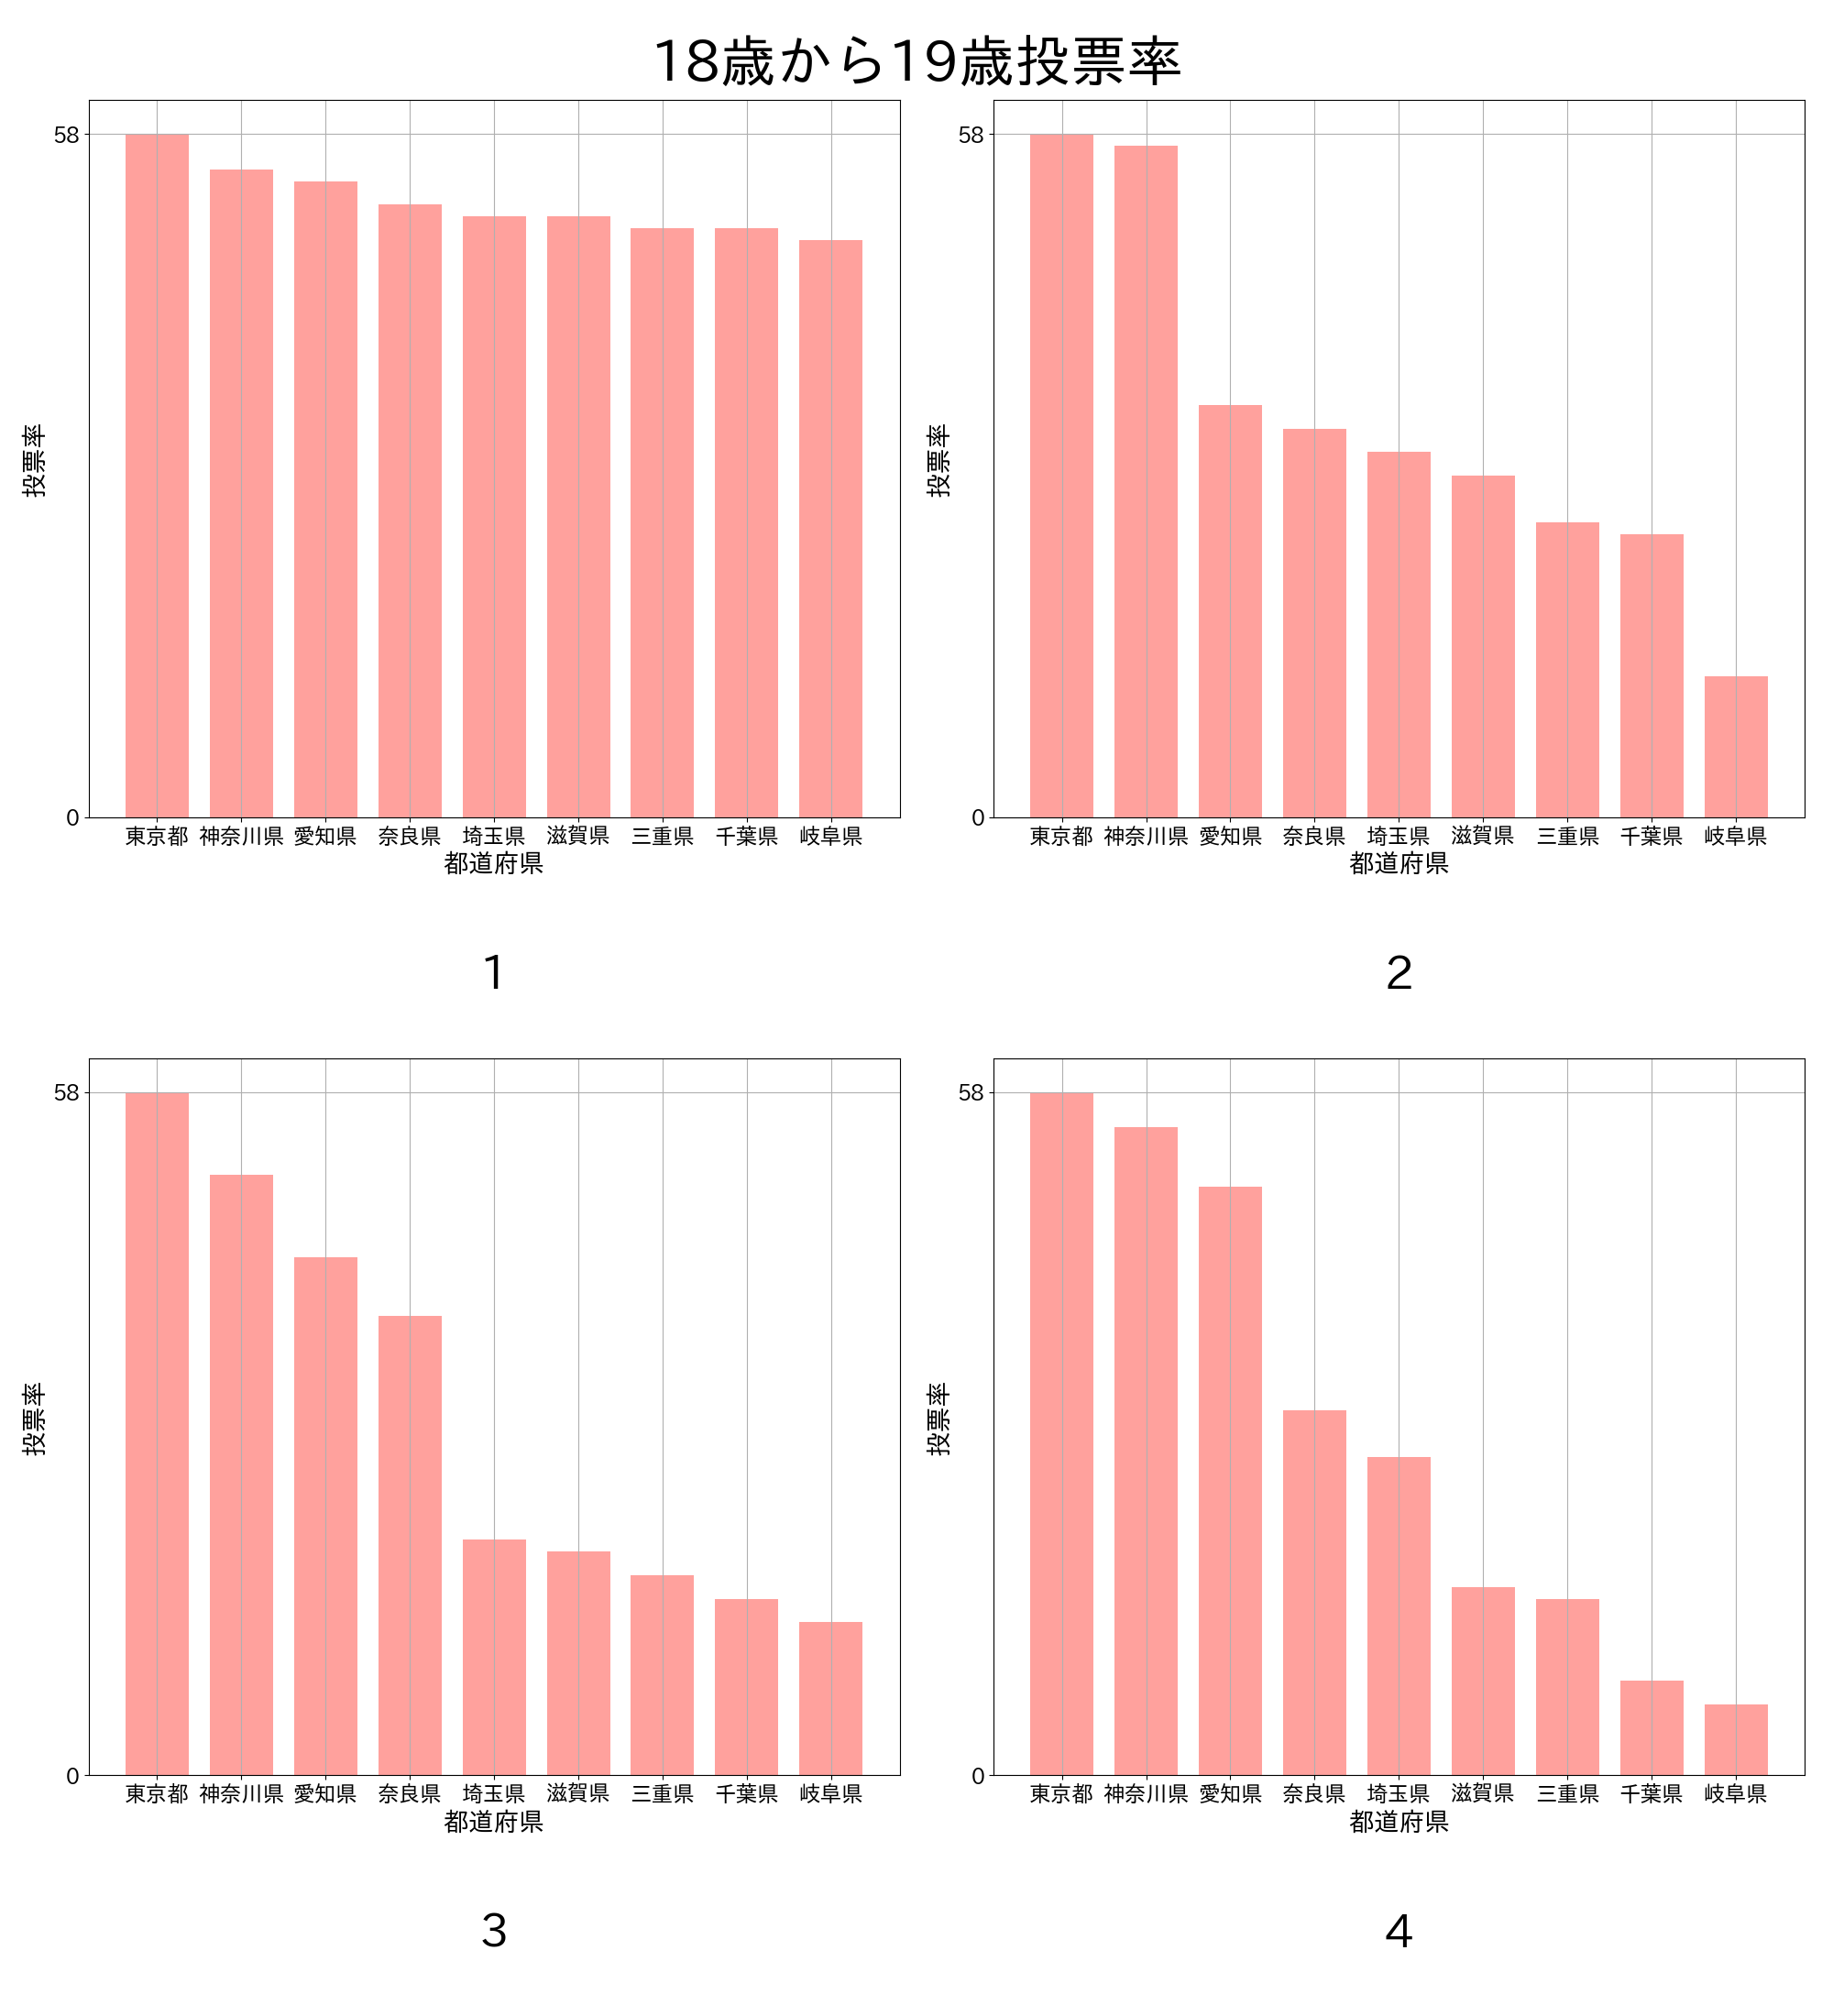 18歳から19歳投票率
58
0
投票率
東京都 神奈川県 愛知県 奈良県 埼玉県 滋賀県 三重県 千葉県 岐阜県
都道府県
1
58
0
投票率
東京都 神奈川県 愛知県 奈良県 埼玉県 滋賀県 三重県 千葉県 岐阜県
都道府県
2
58
0
投票率
東京都 神奈川県 愛知県 奈良県 埼玉県 滋賀県 三重県 千葉県 岐阜県
都道府県
3
58
0
投票率
東京都 神奈川県 愛知県 奈良県 埼玉県 滋賀県 三重県 千葉県 岐阜県
都道府県
4